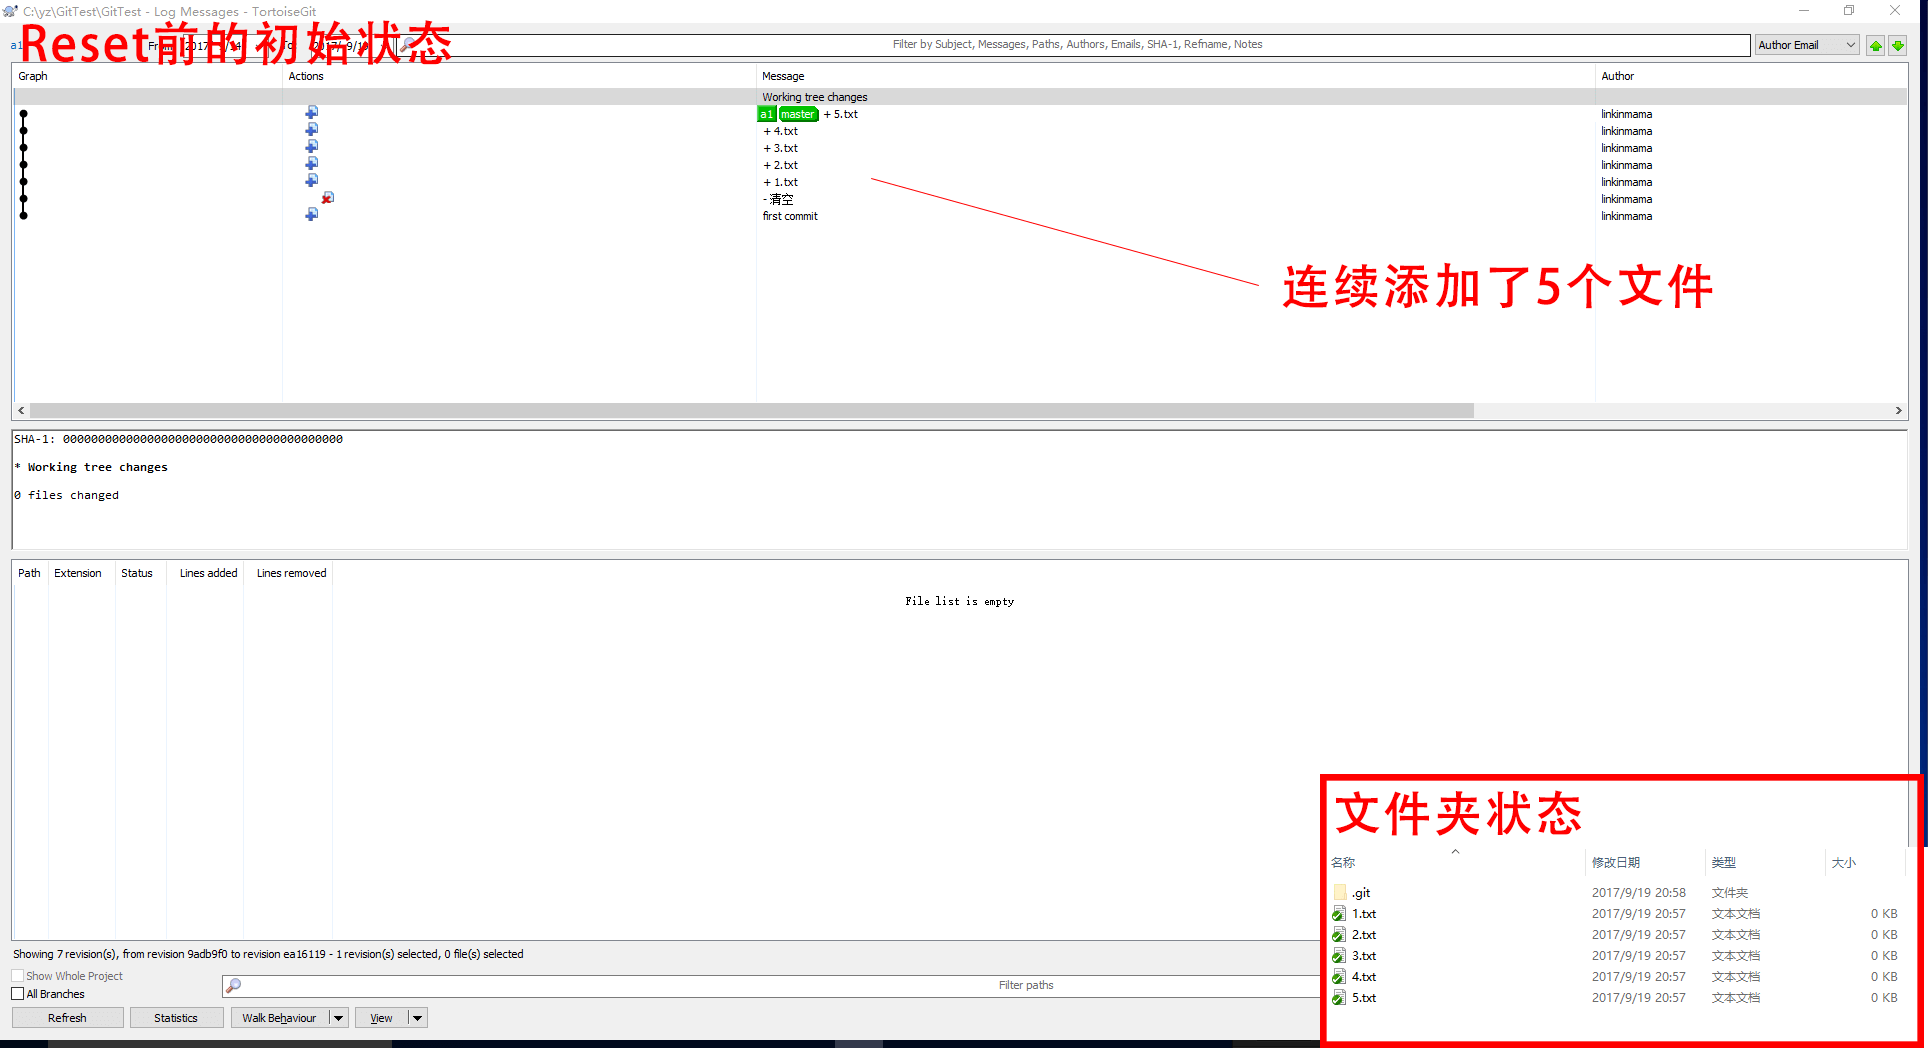 C:\yz\GitTest\GitTest - Log Messages - TortoiseGit
Reset前的初始状态
Filter by Subject, Messages, Paths, Authors, Emails, SHA-1, Refname, Notes
Author Email
Graph Actions Message Author
Working tree changes
a1 master + 5.txt linkinmama
+ 4.txt linkinmama
+ 3.txt linkinmama
+ 2.txt linkinmama
+ 1.txt linkinmama
- 清空 linkinmama
first commit linkinmama
连续添加了5个文件
SHA-1: 0000000000000000000000000000000000000000
* Working tree changes
0 files changed
Path Extension Status Lines added Lines removed
File list is empty
文件夹状态
名称 修改日期 类型 大小
.git 2017/9/19 20:58 文件夹
1.txt 2017/9/19 20:57 文本文档 0 KB
2.txt 2017/9/19 20:57 文本文档 0 KB
3.txt 2017/9/19 20:57 文本文档 0 KB
4.txt 2017/9/19 20:57 文本文档 0 KB
5.txt 2017/9/19 20:57 文本文档 0 KB
Showing 7 revision(s), from revision 9adb9f0 to revision ea16119 - 1 revision(s) selected, 0 file(s) selected
Show Whole Project
All Branches
Filter paths
Refresh Statistics Walk Behaviour View